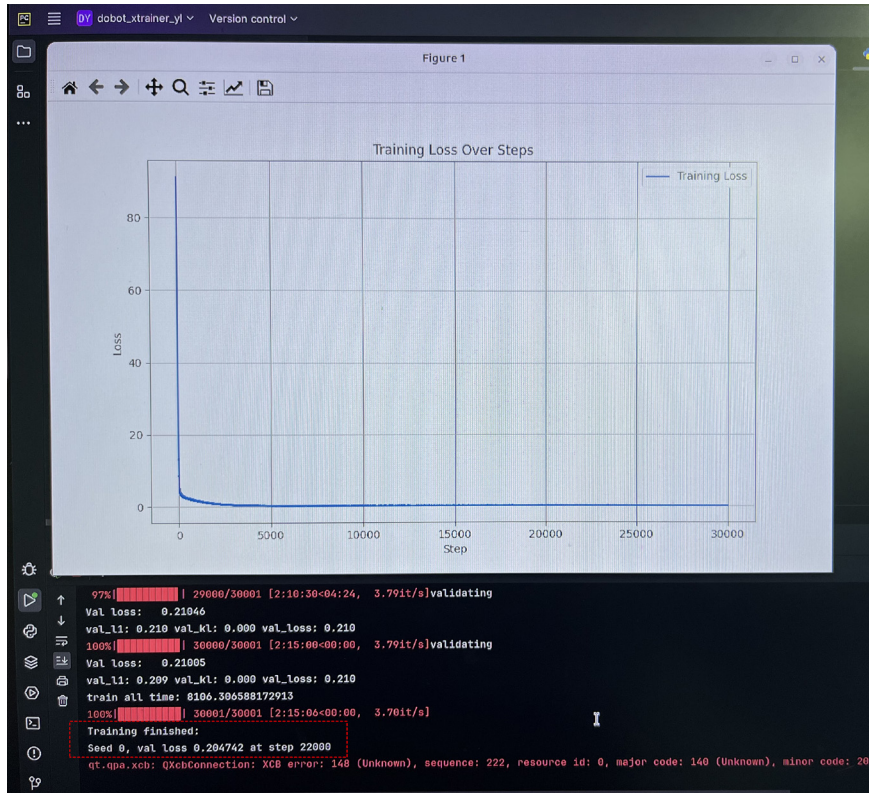 PC DY dobot_xtrainer_yl Version control
Figure 1
Training Loss Over Steps
Training Loss
80
60
40
20
0
Loss
0 5000 10000 15000 20000 25000 30000
Step
97%| | 29000/30001 [2:10:30<04:24, 3.79it/s]validating
Val loss: 0.21046
val_l1: 0.210 val_kl: 0.000 val_loss: 0.210
100%| | 30000/30001 [2:15:00<00:00, 3.79it/s]validating
Val loss: 0.21005
val_l1: 0.209 val_kl: 0.000 val_loss: 0.210
train all time: 8106.306588172913
100%| | 30001/30001 [2:15:06<00:00, 3.70it/s]
Training finished:
Seed 0, val loss 0.204742 at step 22000
qt.qpa.xcb: QXcbConnection: XCB error: 148 (Unknown), sequence: 222, resource id: 0, major code: 140 (Unknown), minor code: 20